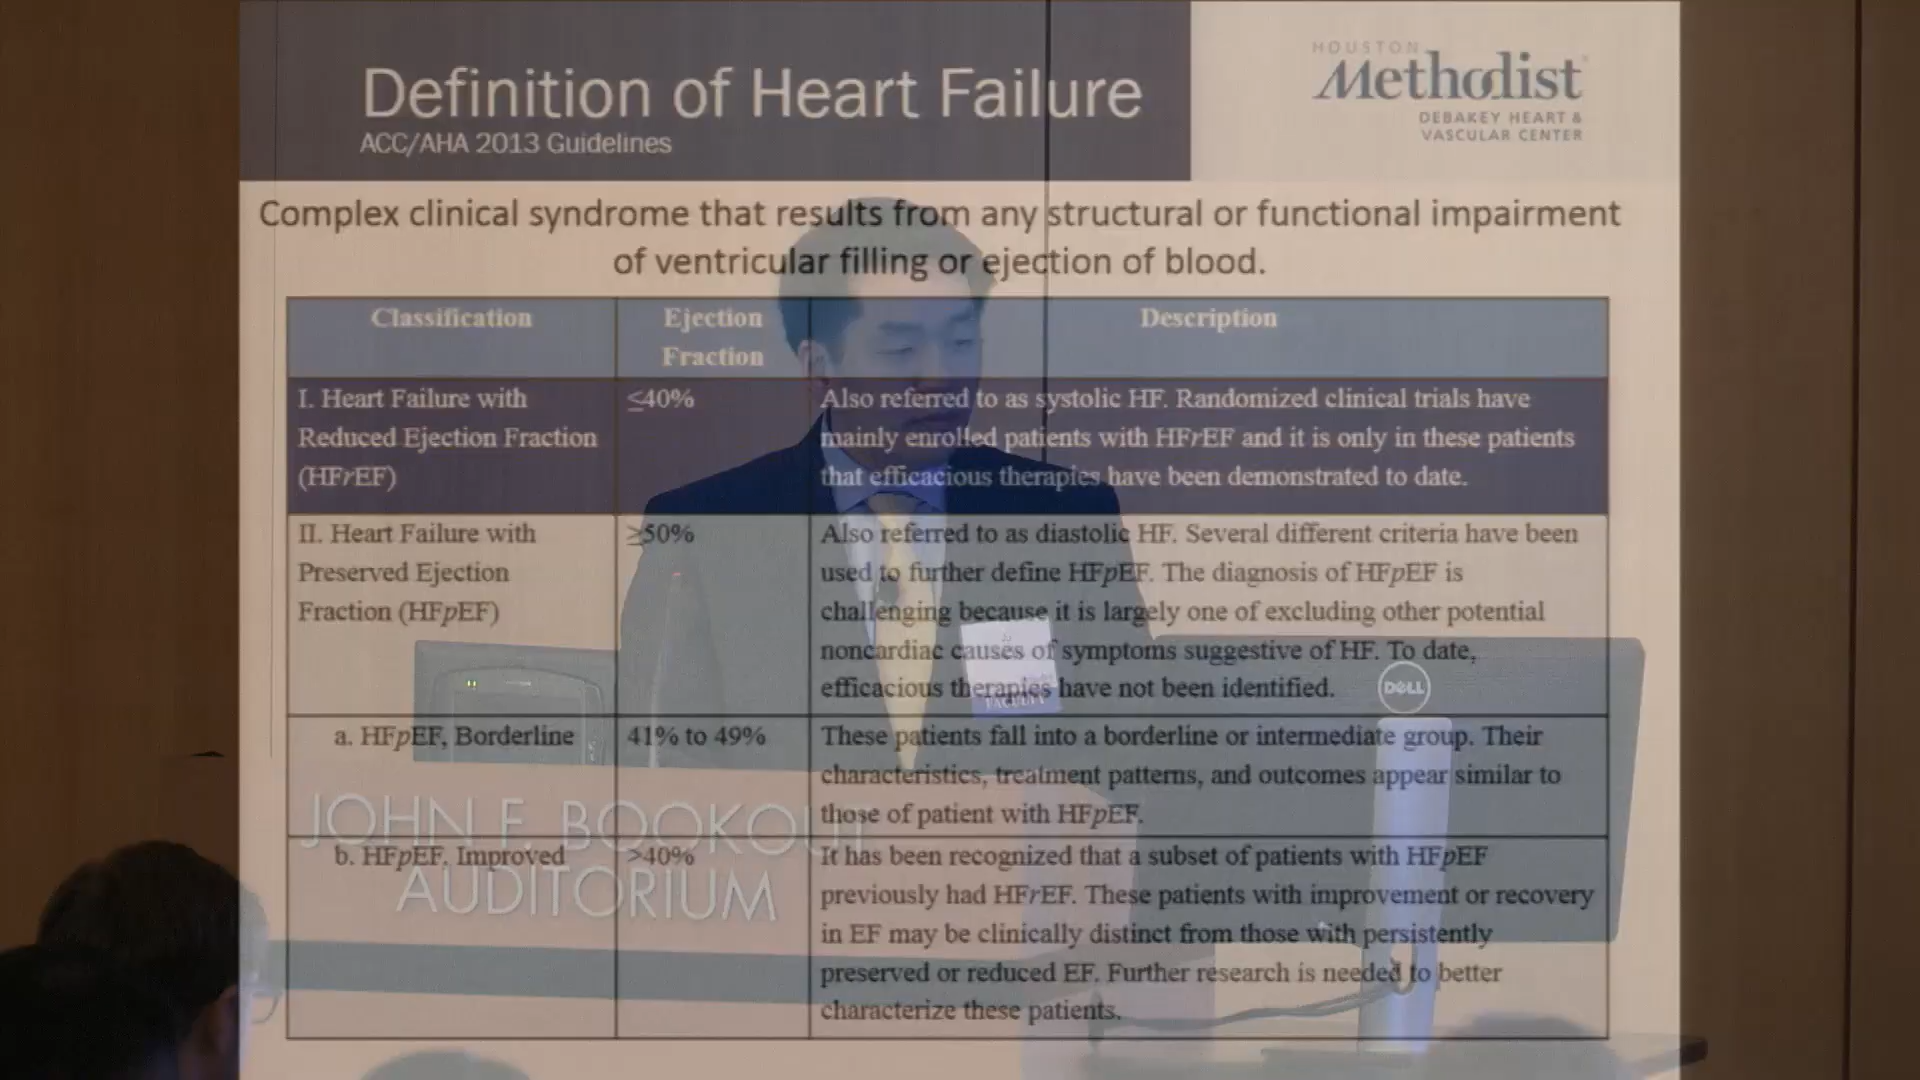 Definition of Heart Failure
ACC/AHA 2013 Guidelines
HOUSTON
Methodist
DEBAKEY HEART &
VASCULAR CENTER
Complex clinical syndrome that results from any structural or functional impairment
of ventricular filling or ejection of blood.
Classification
Ejection
Fraction
Description
I. Heart Failure with
Reduced Ejection Fraction
(HFrEF)
≤40%
Also referred to as systolic HF. Randomized clinical trials have
mainly enrolled patients with HFrEF and it is only in these patients
that efficacious therapies have been demonstrated to date.
II. Heart Failure with
Preserved Ejection
Fraction (HFpEF)
≥50%
Also referred to as diastolic HF. Several different criteria have been
used to further define HFpEF. The diagnosis of HFpEF is
challenging because it is largely one of excluding other potential
noncardiac causes of symptoms suggestive of HF. To date,
efficacious therapies have not been identified.
a. HFpEF, Borderline
41% to 49%
These patients fall into a borderline or intermediate group. Their
characteristics, treatment patterns, and outcomes appear similar to
those of patient with HFpEF.
b. HFpEF, Improved
>40%
It has been recognized that a subset of patients with HFpEF
previously had HFrEF. These patients with improvement or recovery
in EF may be clinically distinct from those with persistently
preserved or reduced EF. Further research is needed to better
characterize these patients.
FACULTY
DELL
JOHN F. BOOKOUT
AUDITORIUM